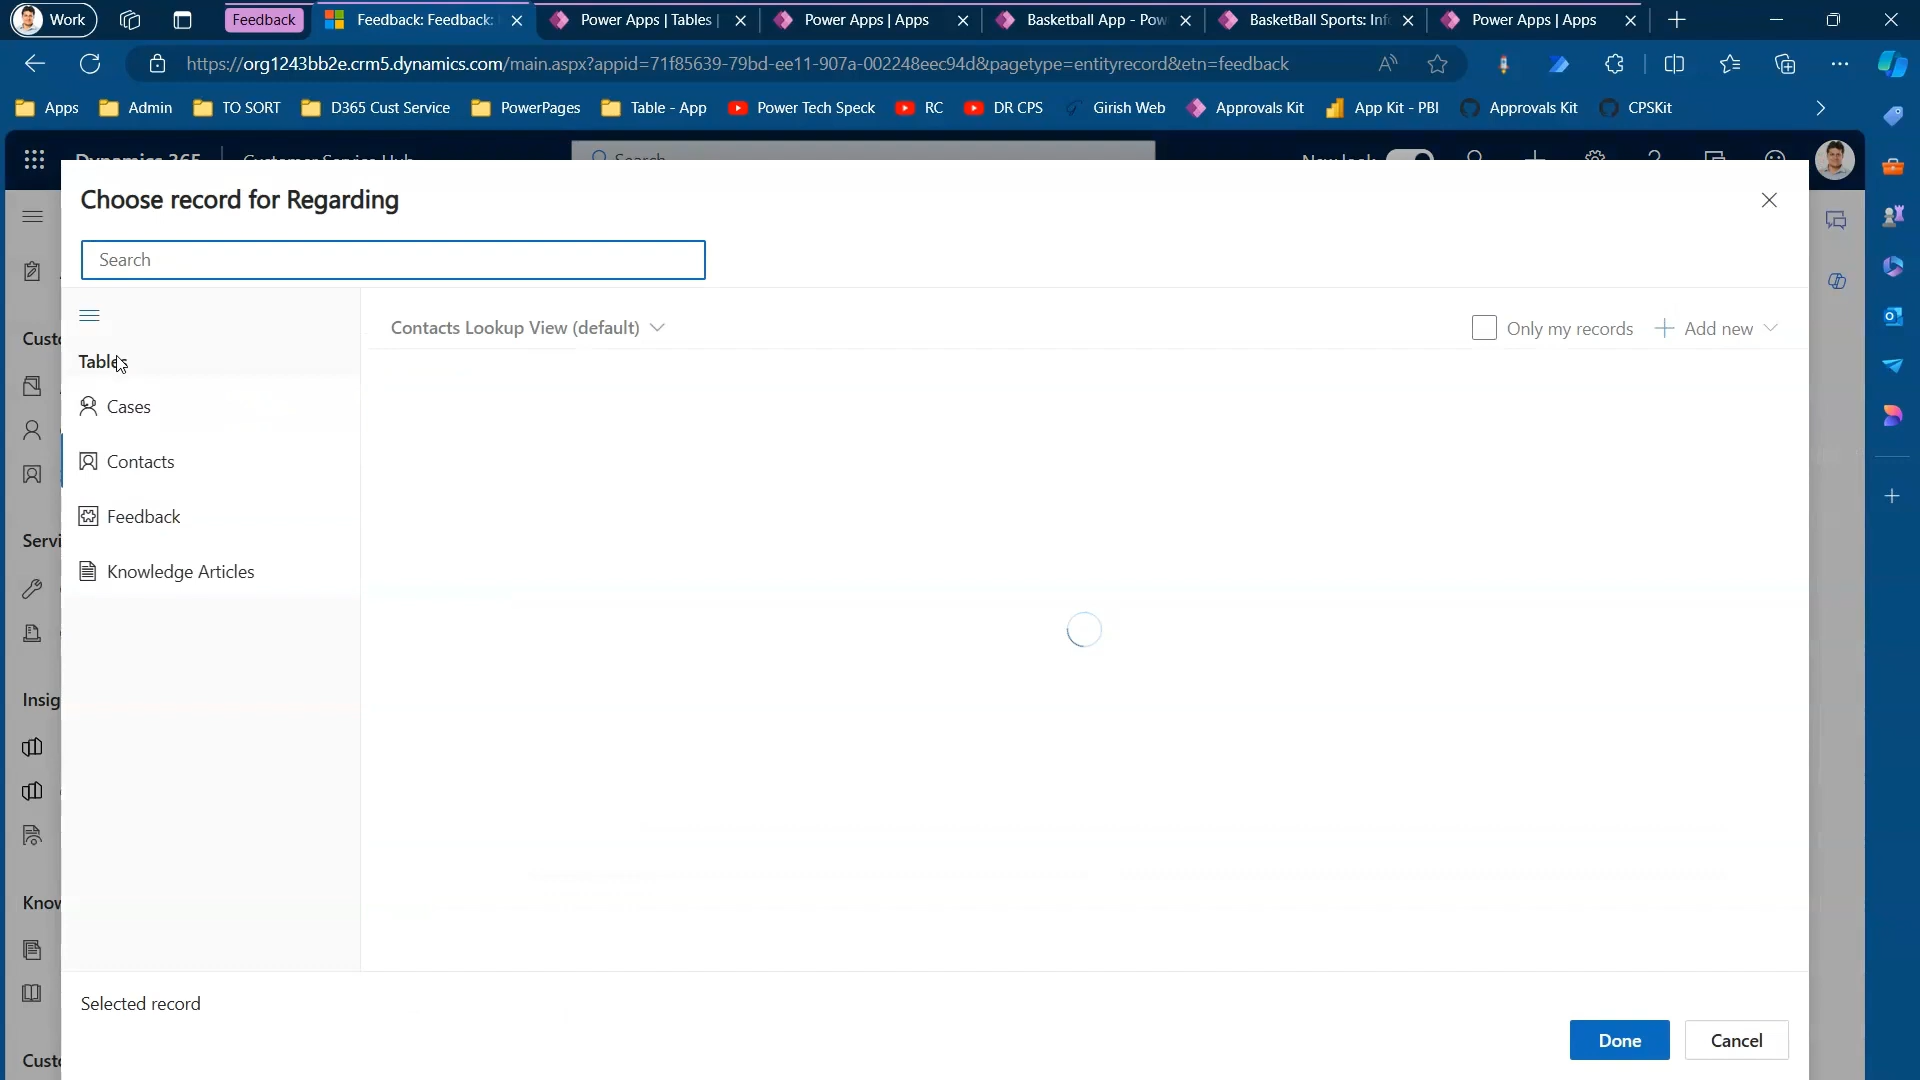 Work
Feedback
Feedback: Feedback:
Power Apps | Tables |
Power Apps | Apps
Basketball App - Pow
BasketBall Sports: Inf
Power Apps | Apps
https://org1243bb2e.crm5.dynamics.com/main.aspx?appid=71f85639-79bd-ee11-907a-002248eec94d&pagetype=entityrecord&etn=feedback
Apps
Admin
TO SORT
D365 Cust Service
PowerPages
Table - App
Power Tech Speck
RC
DR CPS
Girish Web
Approvals Kit
App Kit - PBI
Approvals Kit
CPSKit
Dynamics 365
Customer Service Hub
Search
New look
Choose record for Regarding
Search
Tables
Cases
Contacts
Feedback
Knowledge Articles
Contacts Lookup View (default)
Only my records
Add new
Custo
Servi
Insig
Know
Custo
Selected record
Done
Cancel